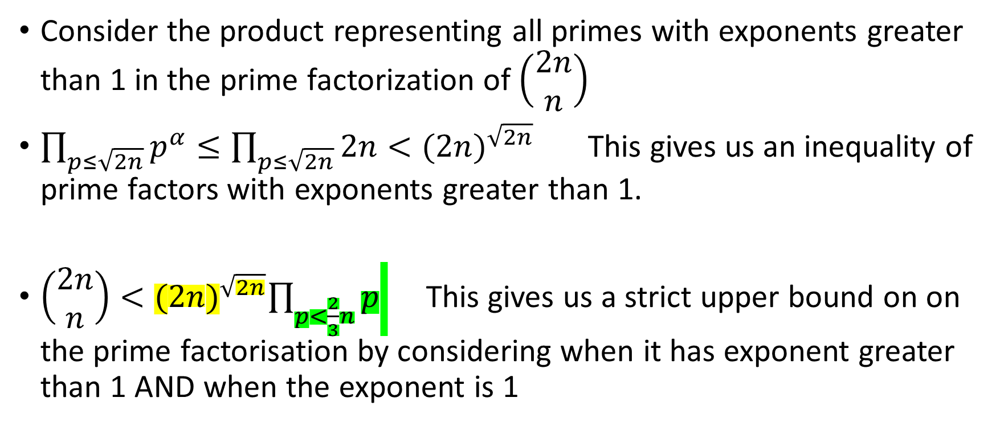 • Consider the product representing all primes with exponents greater
than 1 in the prime factorization of $\binom{2n}{n}$
• $\prod_{p \le \sqrt{2n}} p^{\alpha} \le \prod_{p \le \sqrt{2n}} 2n < (2n)^{\sqrt{2n}}$ This gives us an inequality of
prime factors with exponents greater than 1.
• $\binom{2n}{n} < (2n)^{\sqrt{2n}} \prod_{p < \frac{2}{3}n} p$ This gives us a strict upper bound on on
the prime factorisation by considering when it has exponent greater
than 1 AND when the exponent is 1